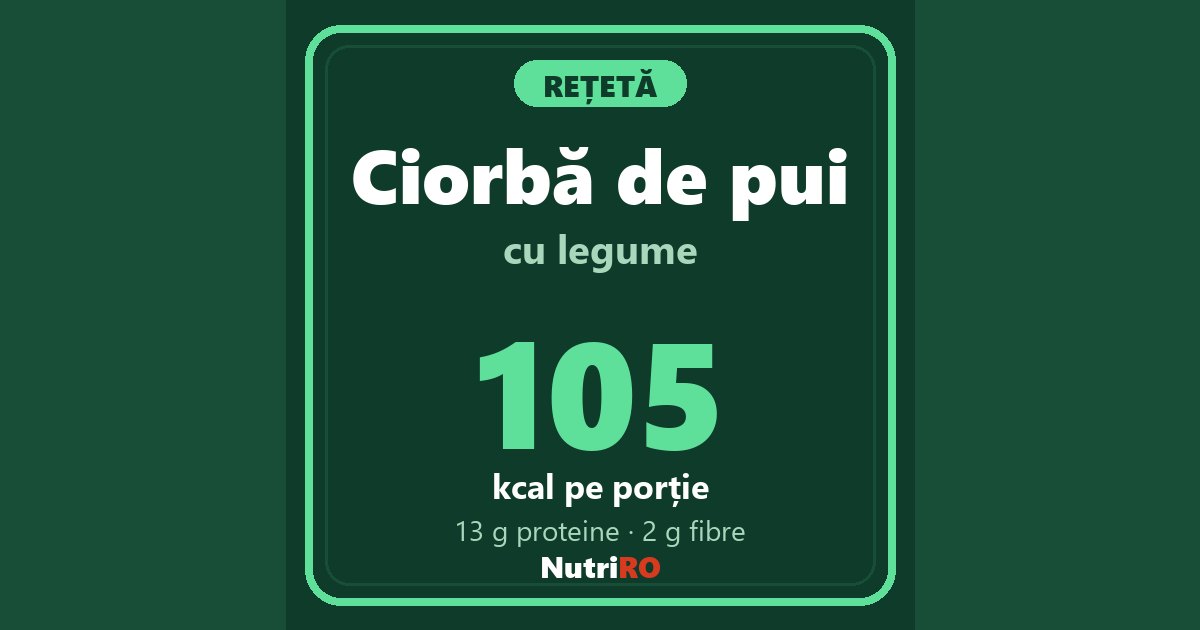 REȚETĂ
Ciorbă de pui
cu legume
105
kcal pe porție
13 g proteine · 2 g fibre
NutriRO